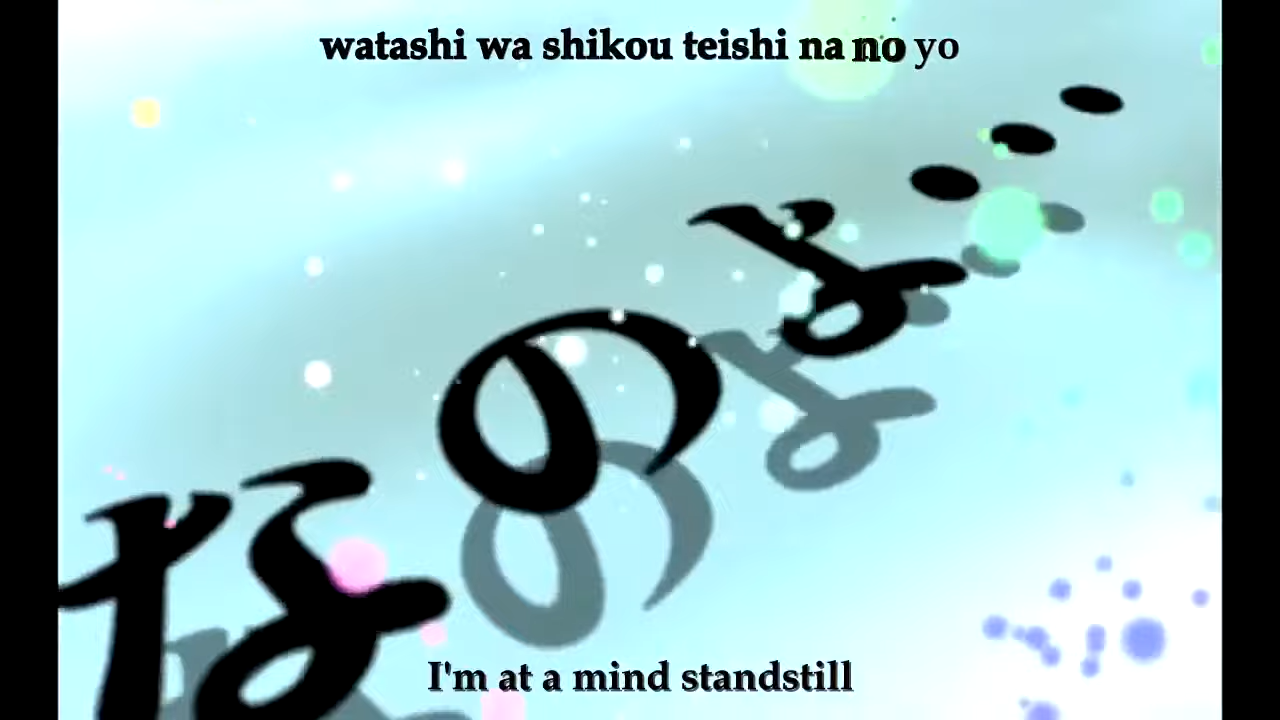 watashi wa shikou teishi na no yo
なのよ...
I'm at a mind standstill